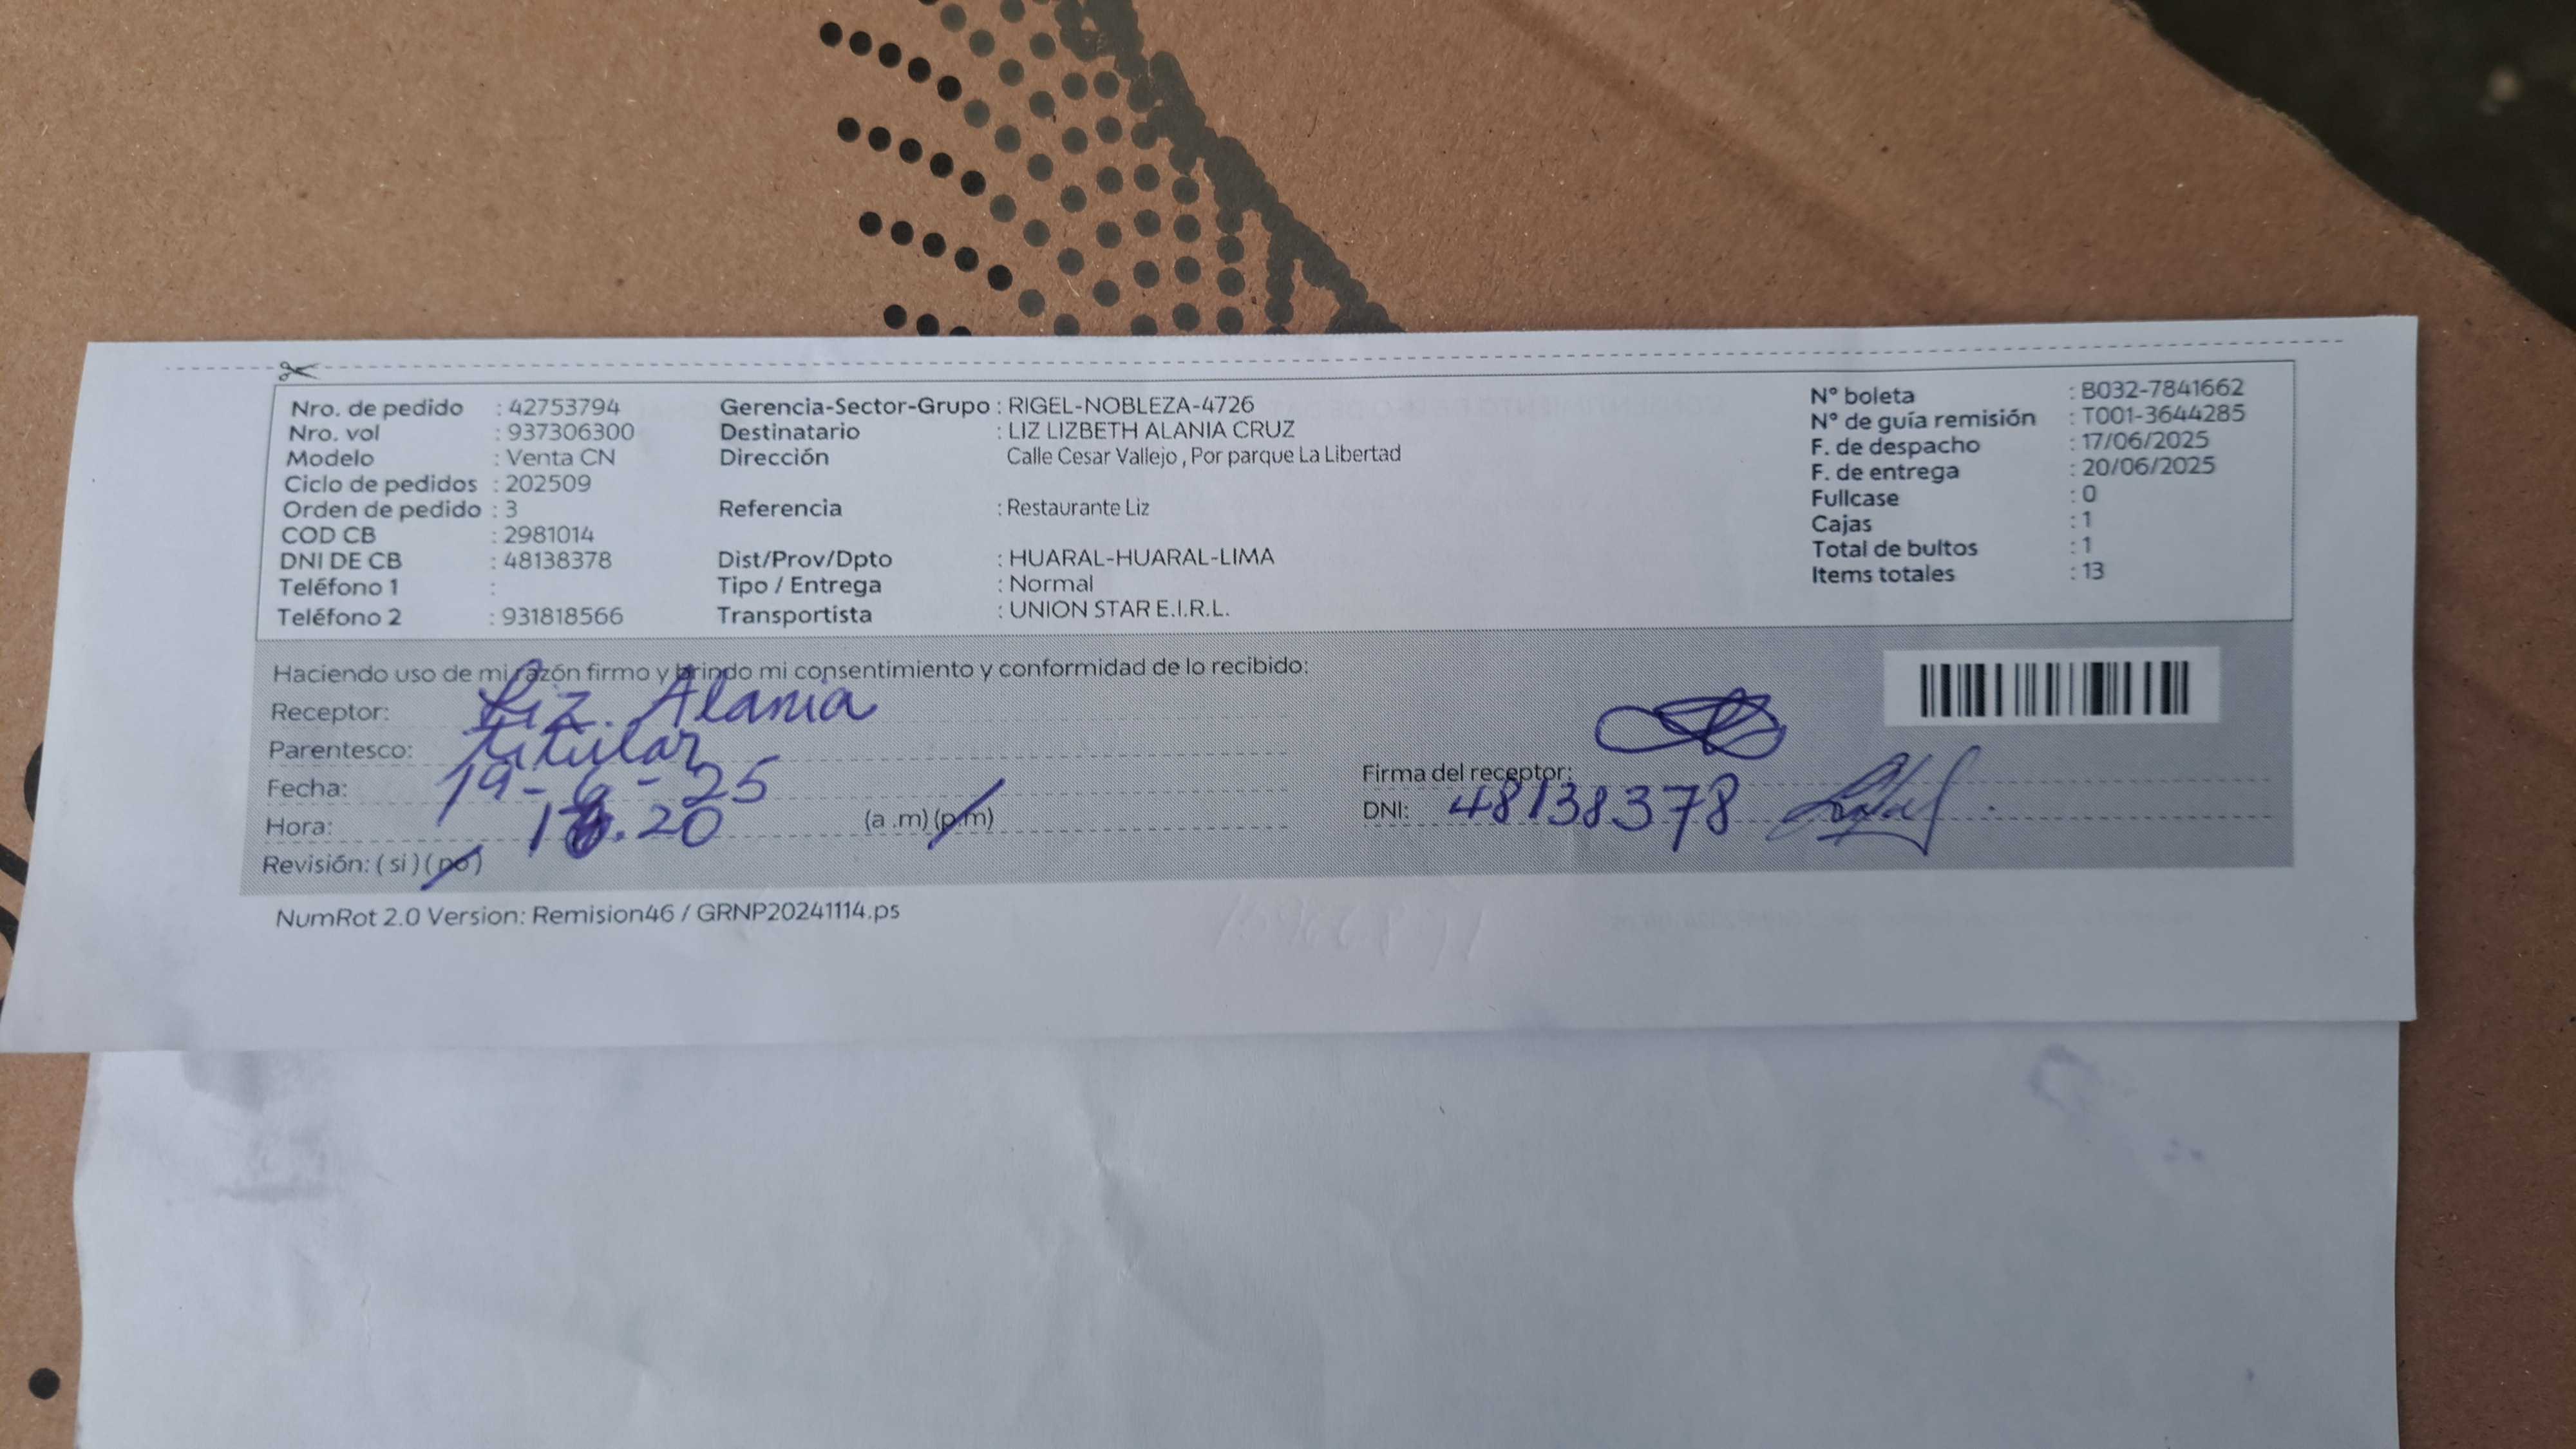 Nro. de pedido : 42753794
Nro. vol : 937306300
Modelo : Venta CN
Ciclo de pedidos : 202509
Orden de pedido : 3
COD CB : 2981014
DNI DE CB : 48138378
Teléfono 1 :
Teléfono 2 : 931818566
Gerencia-Sector-Grupo : RIGEL-NOBLEZA-4726
Destinatario : LIZ LIZBETH ALANIA CRUZ
Dirección Calle Cesar Vallejo , Por parque La Libertad
Referencia : Restaurante Liz
Dist/Prov/Dpto : HUARAL-HUARAL-LIMA
Tipo / Entrega : Normal
Transportista : UNION STAR E.I.R.L.
N° boleta : B032-7841662
N° de guía remisión : T001-3644285
F. de despacho : 17/06/2025
F. de entrega : 20/06/2025
Fullcase : 0
Cajas : 1
Total de bultos : 1
Items totales : 13
Haciendo uso de mi razón firmo y brindo mi consentimiento y conformidad de lo recibido:
Receptor: Liz. Alania
Parentesco: titular
Fecha: 19-6-25
Hora: (a .m) (p.m)
Revisión: ( si ) ( no )
Firma del receptor:
DNI: 48138378
NumRot 2.0 Version: Remision46 / GRNP20241114.ps